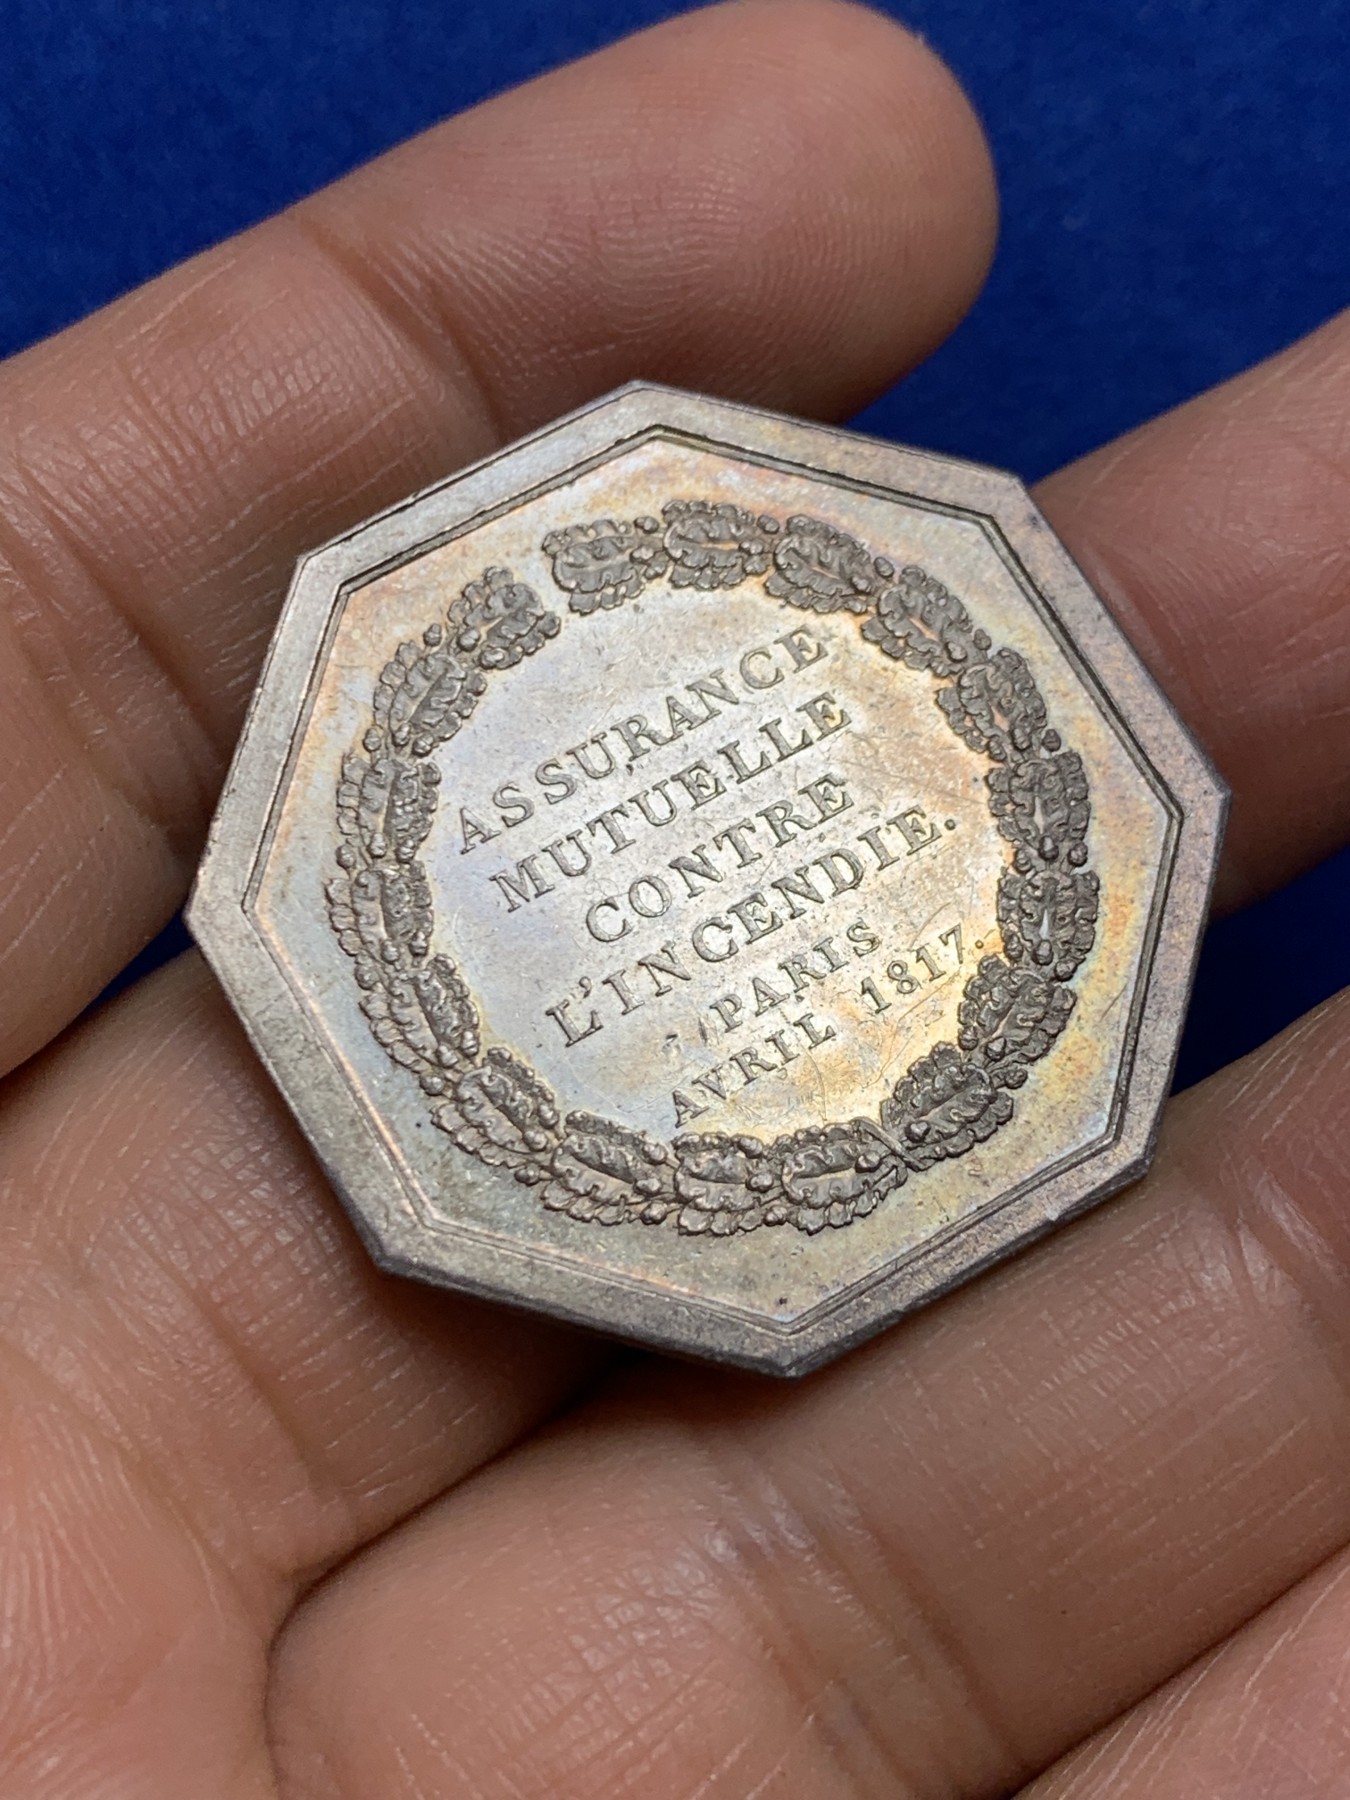 ASSURANCE
MUTUELLE
CONTRE
L'INCENDIE.
PARIS
AVRIL 1817.